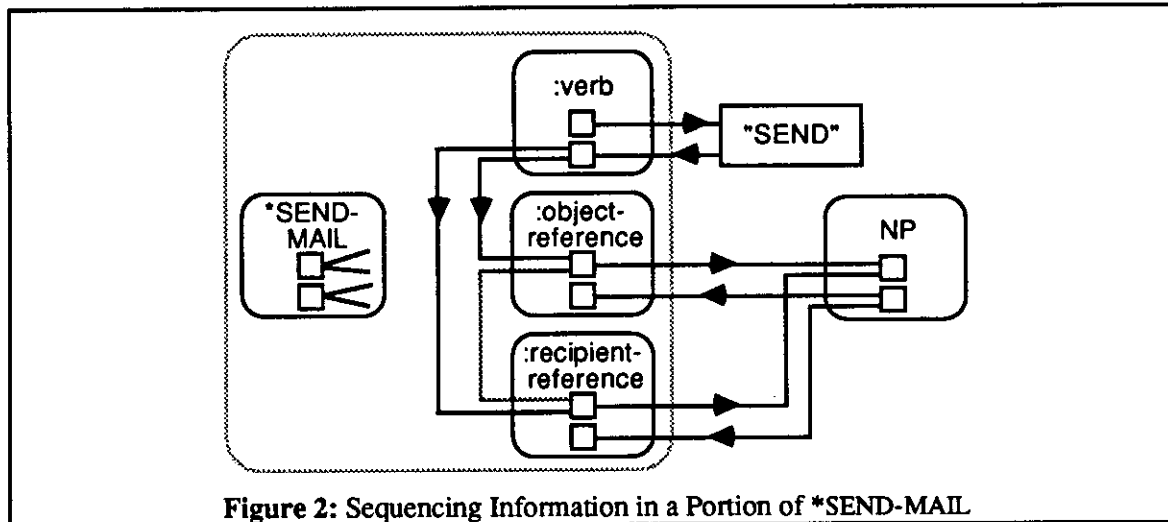 :verb
"SEND"
*SEND-
MAIL
:object-
reference
NP
:recipient-
reference
Figure 2: Sequencing Information in a Portion of *SEND-MAIL